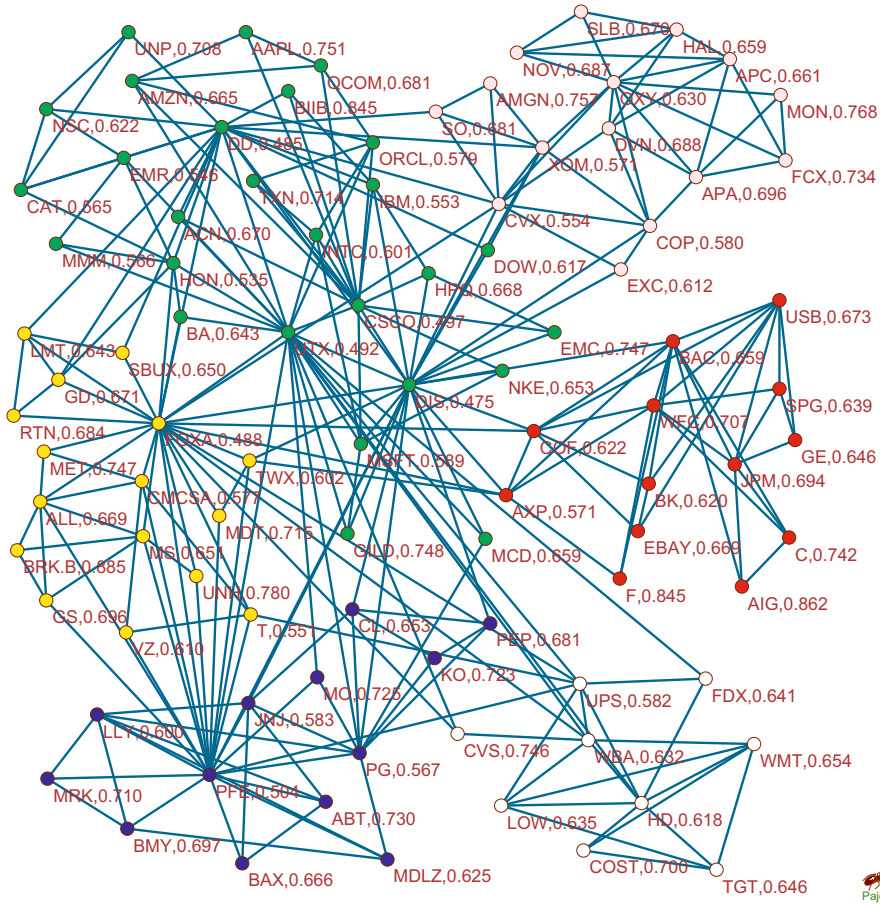 SLB,0.670
UNP,0.708
AAPL,0.751
HAL,0.659
NOV,0.687
APC,0.661
QCOM,0.681
AMZN,0.665
BIIB,0.845
AMGN,0.757
OXY,0.630
MON,0.768
NSC,0.622
SO,0.681
DD,0.485
DVN,0.688
ORCL,0.579
XOM,0.571
EMR,0.546
FCX,0.734
TXN,0.714
IBM,0.553
APA,0.696
CAT,0.565
CVX,0.554
ACN,0.670
COP,0.580
INTC,0.601
MMM,0.566
DOW,0.617
HON,0.535
EXC,0.612
HPQ,0.668
USB,0.673
CSCO,0.497
BA,0.643
EMC,0.747
UTX,0.492
LMT,0.643
BAC,0.659
SBUX,0.650
NKE,0.653
GD,0.671
DIS,0.475
SPG,0.639
WFC,0.707
RTN,0.684
FOXA,0.488
COF,0.622
GE,0.646
MSFT,0.589
MET,0.747
TWX,0.602
JPM,0.694
CMCSA,0.577
BK,0.620
AXP,0.571
ALL,0.669
MDT,0.715
GILD,0.748
MCD,0.659
EBAY,0.669
C,0.742
MS,0.651
BRK.B,0.885
UNH,0.780
F,0.845
AIG,0.862
GS,0.696
T,0.551
CL,0.653
VZ,0.610
PEP,0.681
KO,0.723
MO,0.725
UPS,0.582
FDX,0.641
JNJ,0.583
LLY,0.600
CVS,0.746
WBA,0.632
WMT,0.654
PG,0.567
PFE,0.504
MRK,0.710
ABT,0.730
LOW,0.635
HD,0.618
BMY,0.697
BAX,0.666
MDLZ,0.625
COST,0.700
TGT,0.646